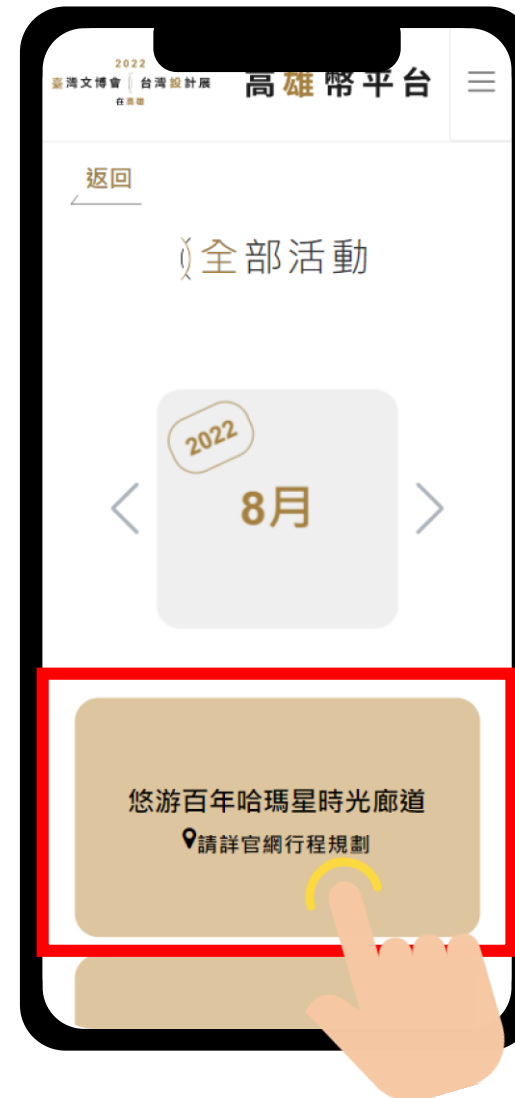 2022
臺灣文博會 台灣設計展
在高雄
高雄幣平台
返回
全部活動
2022
8月
悠游百年哈瑪星時光廊道
請詳官網行程規劃